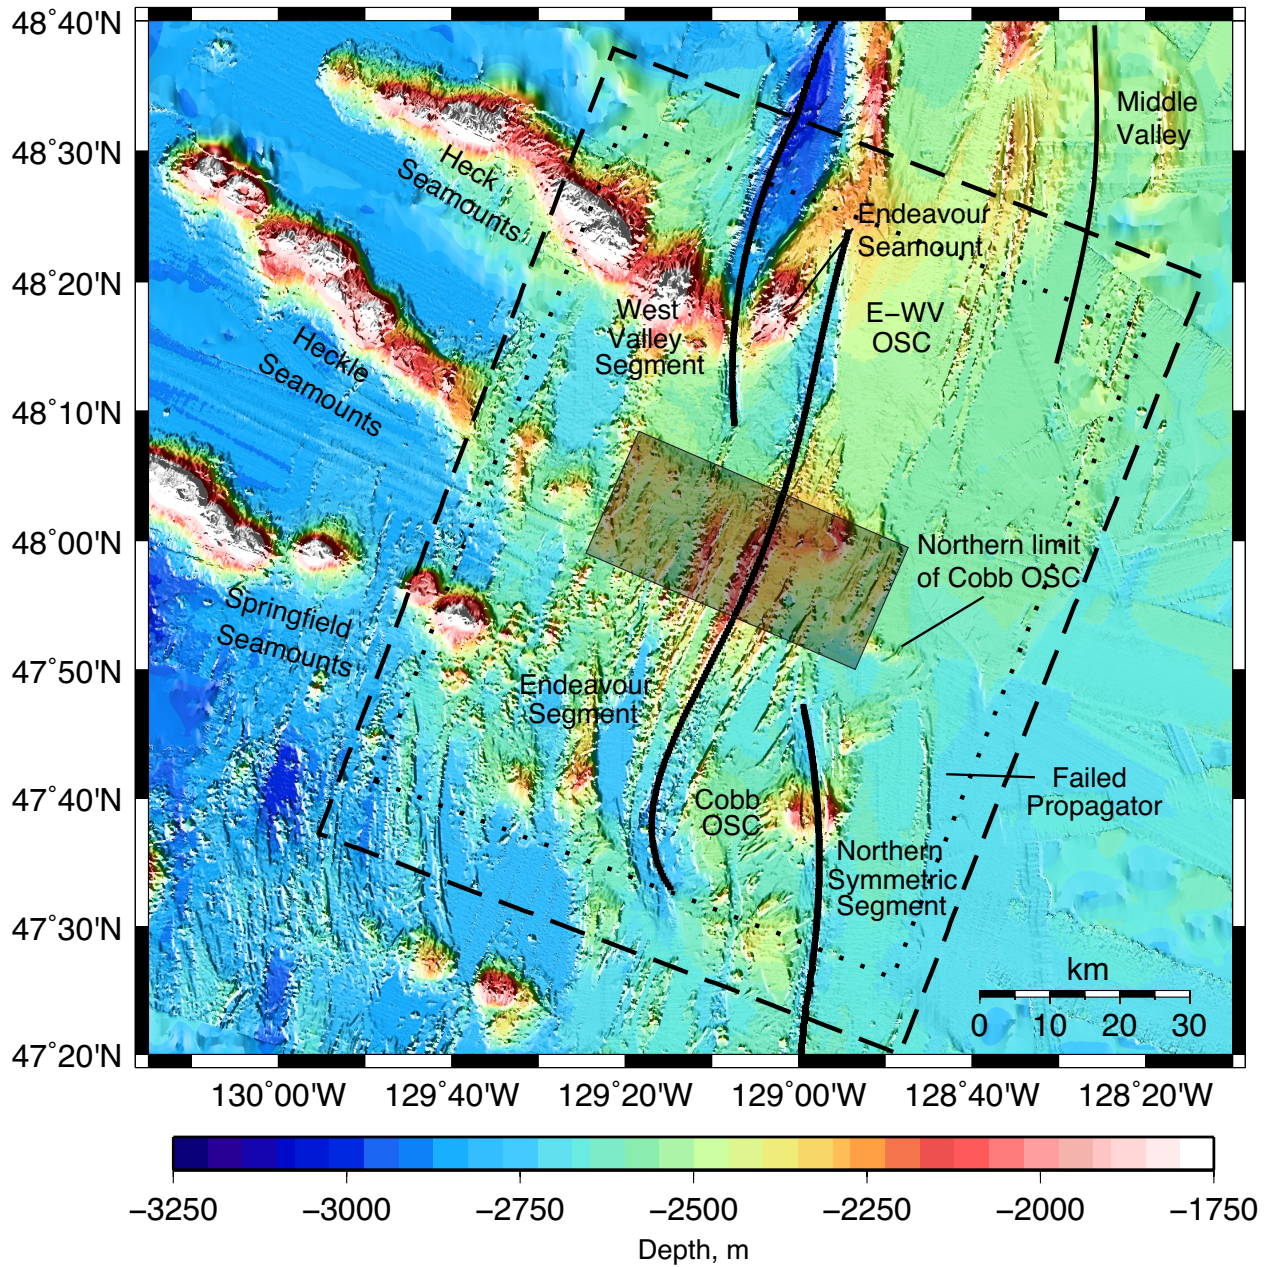 48°40'N
48°30'N
48°20'N
48°10'N
48°00'N
47°50'N
47°40'N
47°30'N
47°20'N
Middle
Valley
Heck
Seamounts
Endeavour
Seamount
West
Valley
Segment
E−WV
OSC
Heckle
Seamounts
Northern limit
of Cobb OSC
Springfield
Seamounts
Endeavour
Segment
Failed
Propagator
Cobb
OSC
Northern
Symmetric
Segment
km
0 10 20 30
130°00'W 129°40'W 129°20'W 129°00'W 128°40'W 128°20'W
−3250 −3000 −2750 −2500 −2250 −2000 −1750
Depth, m